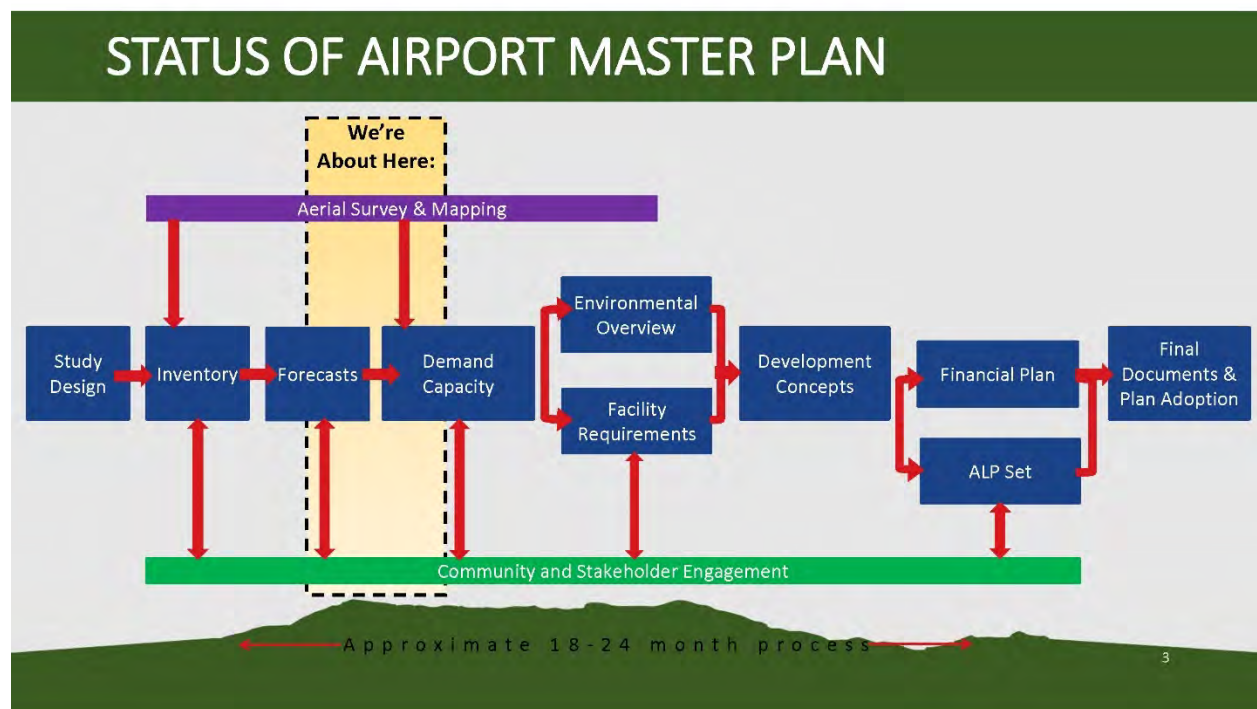 STATUS OF AIRPORT MASTER PLAN
We're
About Here:
Aerial Survey & Mapping
Study
Design
Inventory
Forecasts
Demand
Capacity
Environmental
Overview
Facility
Requirements
Development
Concepts
Financial Plan
ALP Set
Final
Documents &
Plan Adoption
Community and Stakeholder Engagement
Approximate 18-24 month process
3